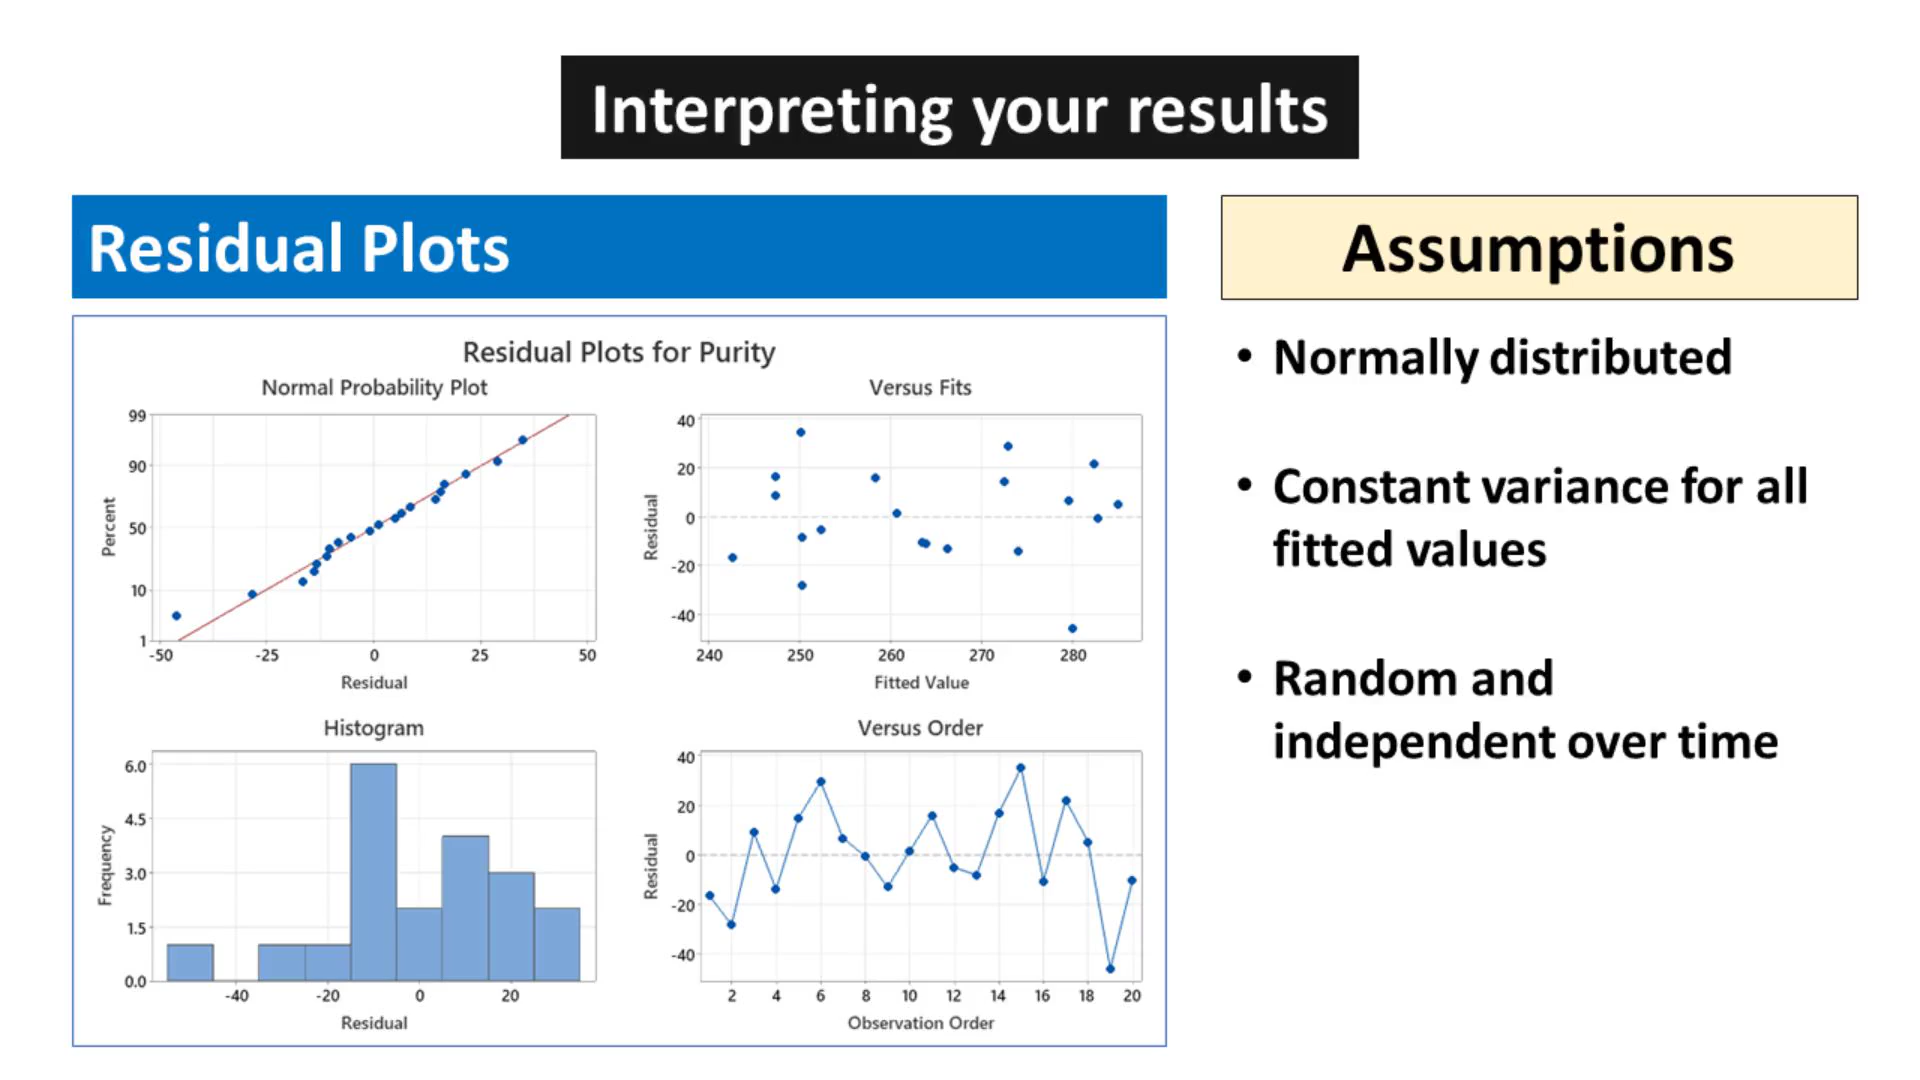 Interpreting your results
Residual Plots
Assumptions
Residual Plots for Purity
Normal Probability Plot
99
90
50
10
1
Percent
-50 -25 0 25 50
Residual
Versus Fits
40
20
0
-20
-40
Residual
240 250 260 270 280
Fitted Value
Histogram
6.0
4.5
3.0
1.5
0.0
Frequency
-40 -20 0 20
Residual
Versus Order
40
20
0
-20
-40
Residual
2 4 6 8 10 12 14 16 18 20
Observation Order
• Normally distributed
• Constant variance for all
fitted values
• Random and
independent over time